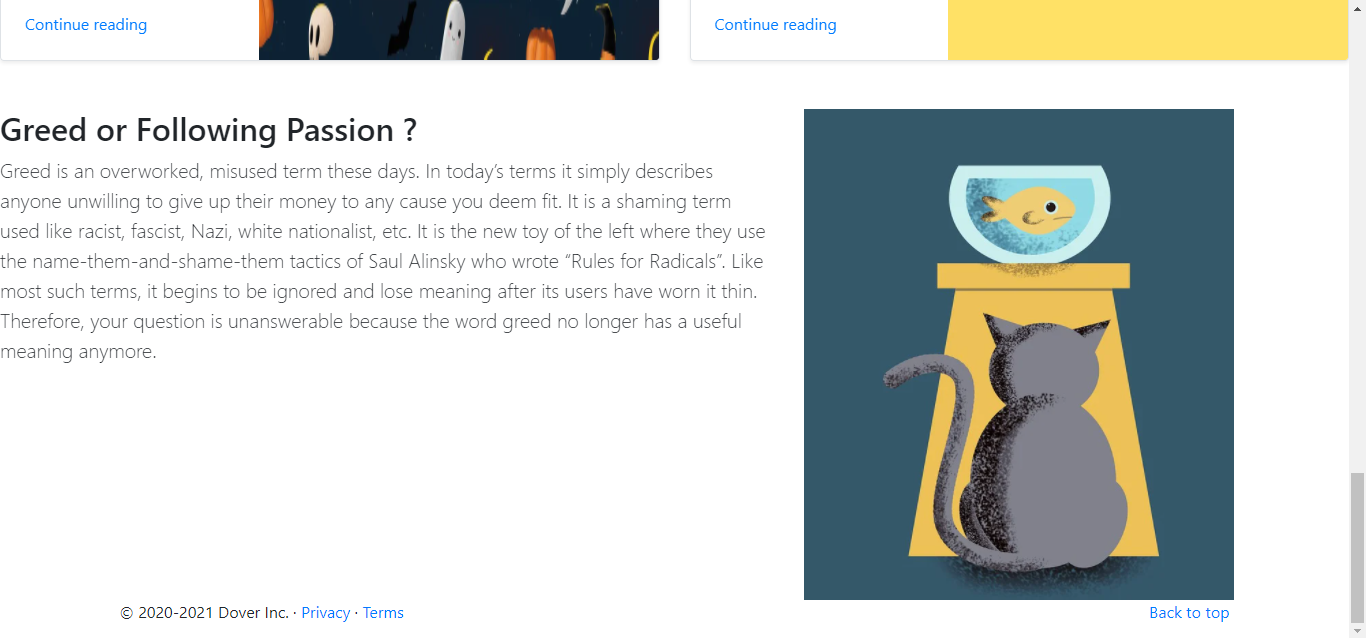 Continue reading
Continue reading
Greed or Following Passion ?
Greed is an overworked, misused term these days. In today’s terms it simply describes
anyone unwilling to give up their money to any cause you deem fit. It is a shaming term
used like racist, fascist, Nazi, white nationalist, etc. It is the new toy of the left where they use
the name-them-and-shame-them tactics of Saul Alinsky who wrote “Rules for Radicals”. Like
most such terms, it begins to be ignored and lose meaning after its users have worn it thin.
Therefore, your question is unanswerable because the word greed no longer has a useful
meaning anymore.
© 2020-2021 Dover Inc. · Privacy · Terms
Back to top